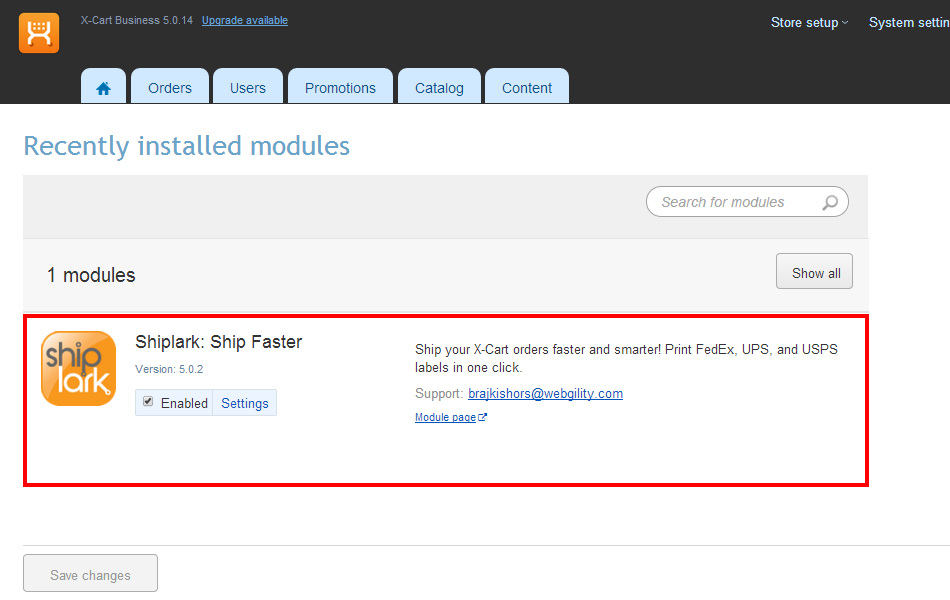 X-Cart Business 5.0.14 Upgrade available
Store setup
System settin
Orders
Users
Promotions
Catalog
Content
Recently installed modules
Search for modules
1 modules
Show all
ship
lark
Shiplark: Ship Faster
Version: 5.0.2
Enabled
Settings
Ship your X-Cart orders faster and smarter! Print FedEx, UPS, and USPS
labels in one click.
Support: brajkishors@webgility.com
Module page
Save changes